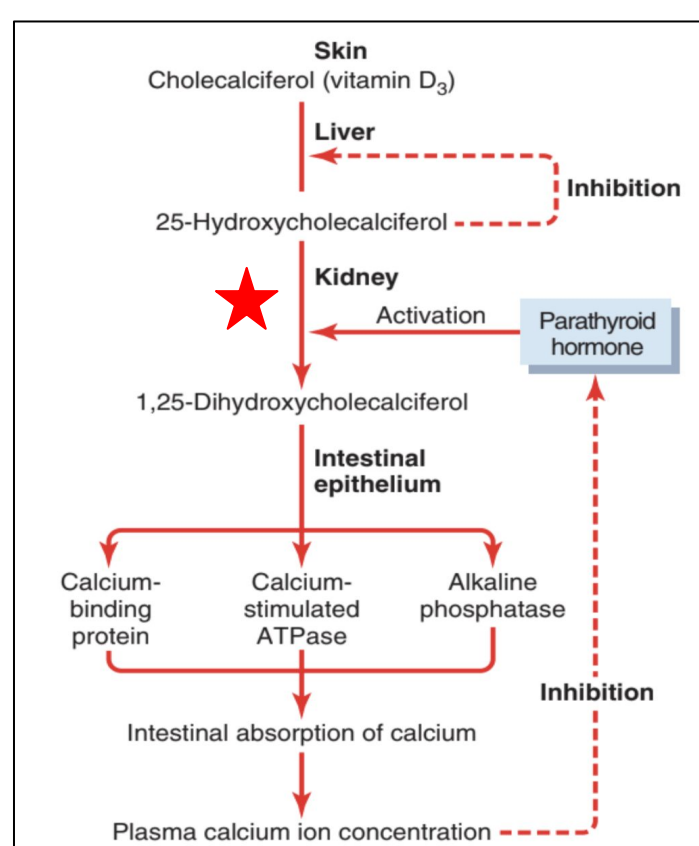 Skin
Cholecalciferol (vitamin D₃)
Liver
Inhibition
25-Hydroxycholecalciferol
Kidney
Activation
Parathyroid
hormone
1,25-Dihydroxycholecalciferol
Intestinal
epithelium
Calcium-
binding
protein
Calcium-
stimulated
ATPase
Alkaline
phosphatase
Inhibition
Intestinal absorption of calcium
Plasma calcium ion concentration